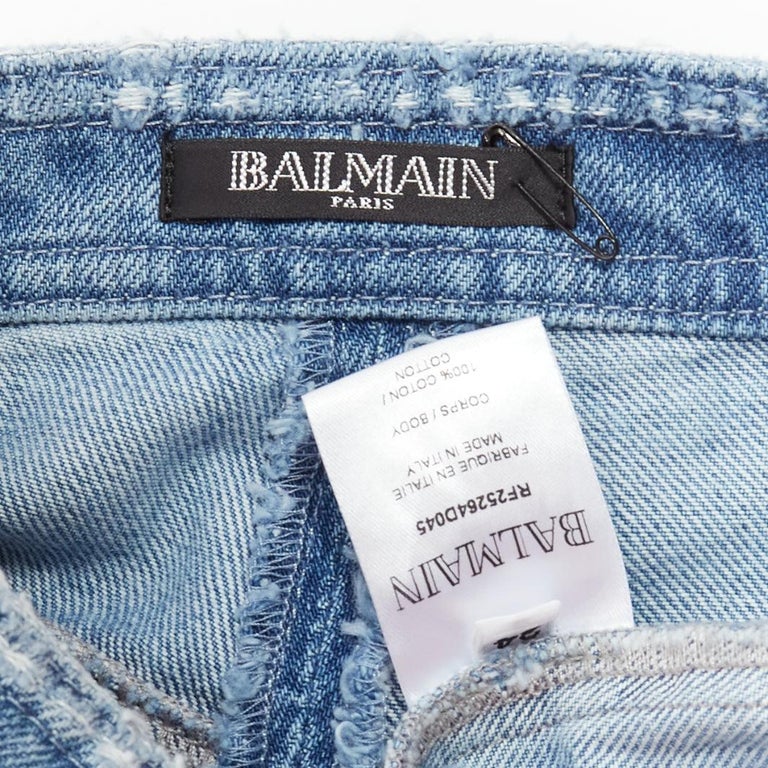 BALMAIN
PARIS
BALMAIN
RF25264D045
FABRIQUE EN ITALIE
MADE IN ITALY
CORPS / BODY
100% COTON /
COTTON